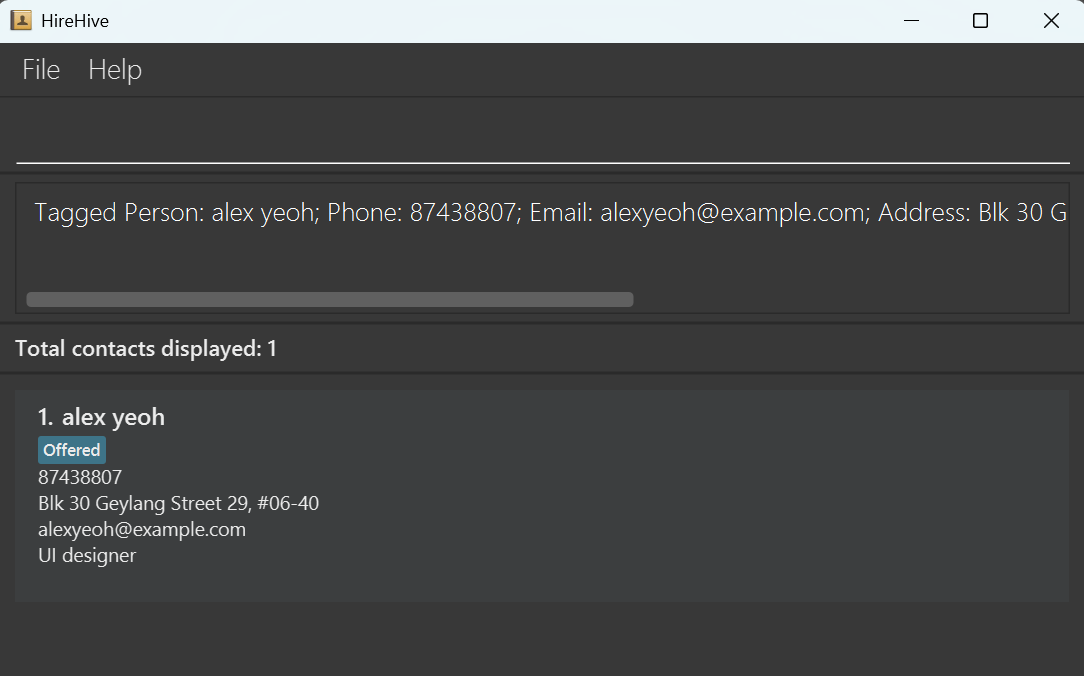 HireHive
File Help
Tagged Person: alex yeoh; Phone: 87438807; Email: alexyeoh@example.com; Address: Blk 30 G
Total contacts displayed: 1
1. alex yeoh
Offered
87438807
Blk 30 Geylang Street 29, #06-40
alexyeoh@example.com
UI designer